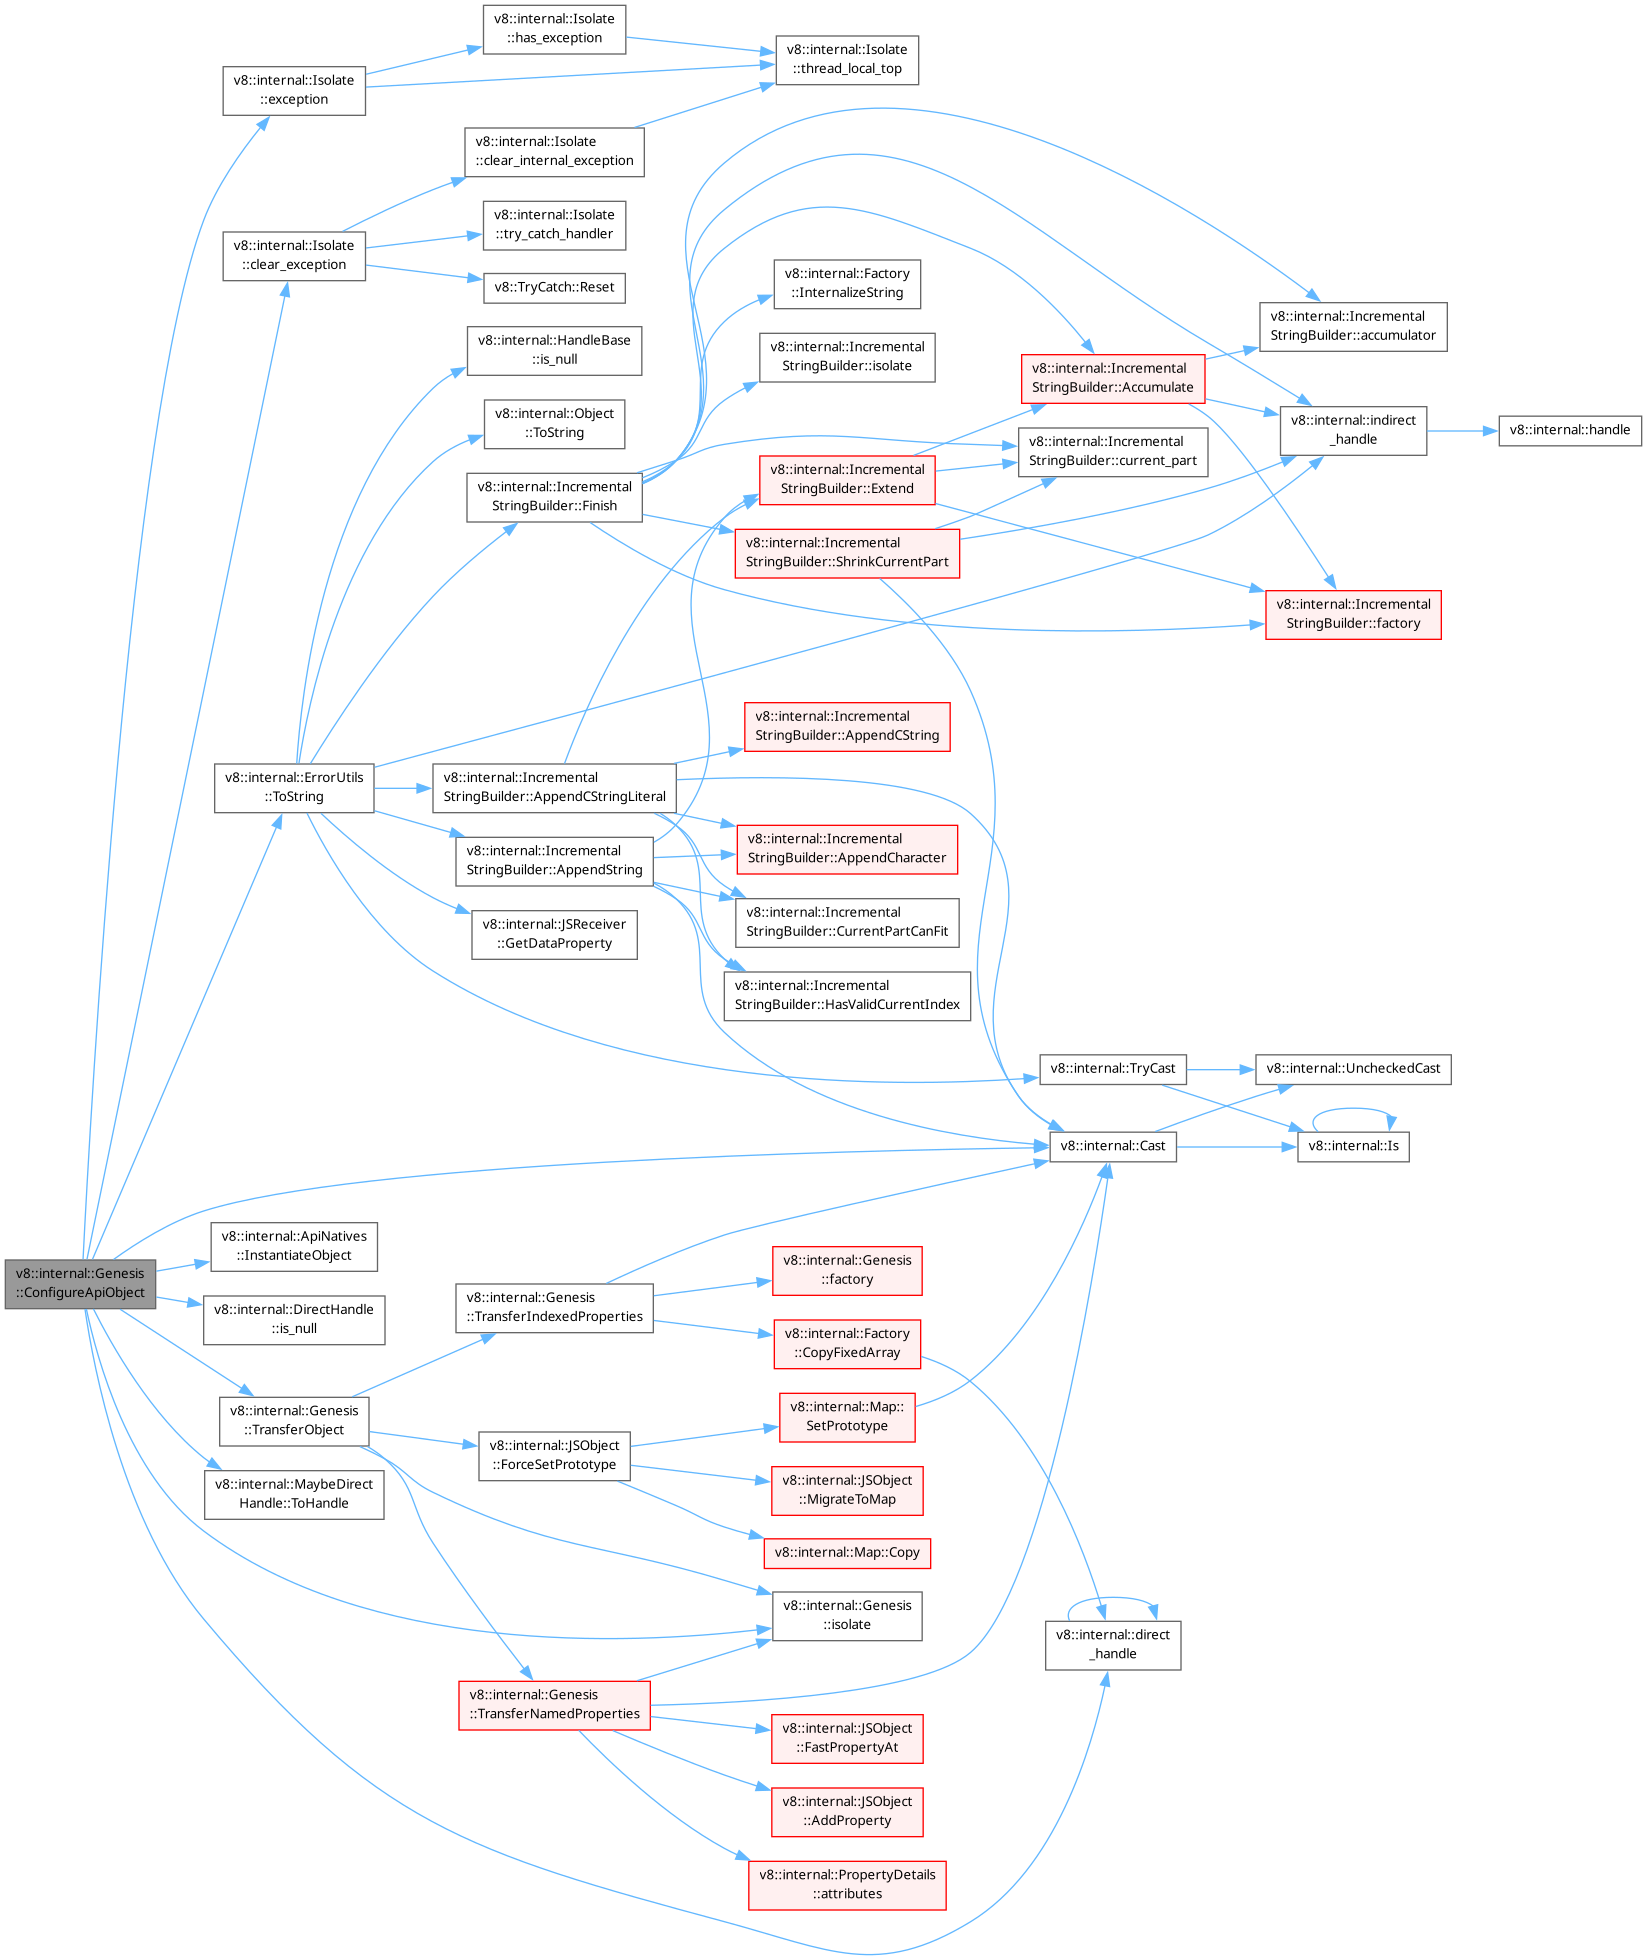 v8::internal::Genesis
::ConfigureApiObject
v8::internal::Isolate
::exception
v8::internal::Isolate
::clear_exception
v8::internal::ErrorUtils
::ToString
v8::internal::ApiNatives
::InstantiateObject
v8::internal::DirectHandle
::is_null
v8::internal::Genesis
::TransferObject
v8::internal::MaybeDirect
Handle::ToHandle
v8::internal::Isolate
::has_exception
v8::internal::Isolate
::clear_internal_exception
v8::internal::Isolate
::try_catch_handler
v8::TryCatch::Reset
v8::internal::HandleBase
::is_null
v8::internal::Object
::ToString
v8::internal::Incremental
StringBuilder::Finish
v8::internal::Incremental
StringBuilder::AppendCStringLiteral
v8::internal::Incremental
StringBuilder::AppendString
v8::internal::JSReceiver
::GetDataProperty
v8::internal::Genesis
::TransferIndexedProperties
v8::internal::JSObject
::ForceSetPrototype
v8::internal::Genesis
::TransferNamedProperties
v8::internal::Isolate
::thread_local_top
v8::internal::Factory
::InternalizeString
v8::internal::Incremental
StringBuilder::isolate
v8::internal::Incremental
StringBuilder::Extend
v8::internal::Incremental
StringBuilder::ShrinkCurrentPart
v8::internal::Incremental
StringBuilder::AppendCString
v8::internal::Incremental
StringBuilder::AppendCharacter
v8::internal::Incremental
StringBuilder::CurrentPartCanFit
v8::internal::Incremental
StringBuilder::HasValidCurrentIndex
v8::internal::Genesis
::factory
v8::internal::Factory
::CopyFixedArray
v8::internal::Map::
SetPrototype
v8::internal::JSObject
::MigrateToMap
v8::internal::Map::Copy
v8::internal::Genesis
::isolate
v8::internal::JSObject
::FastPropertyAt
v8::internal::JSObject
::AddProperty
v8::internal::PropertyDetails
::attributes
v8::internal::Incremental
StringBuilder::Accumulate
v8::internal::Incremental
StringBuilder::current_part
v8::internal::TryCast
v8::internal::Cast
v8::internal::direct
_handle
v8::internal::Incremental
StringBuilder::accumulator
v8::internal::indirect
_handle
v8::internal::Incremental
StringBuilder::factory
v8::internal::UncheckedCast
v8::internal::Is
v8::internal::handle